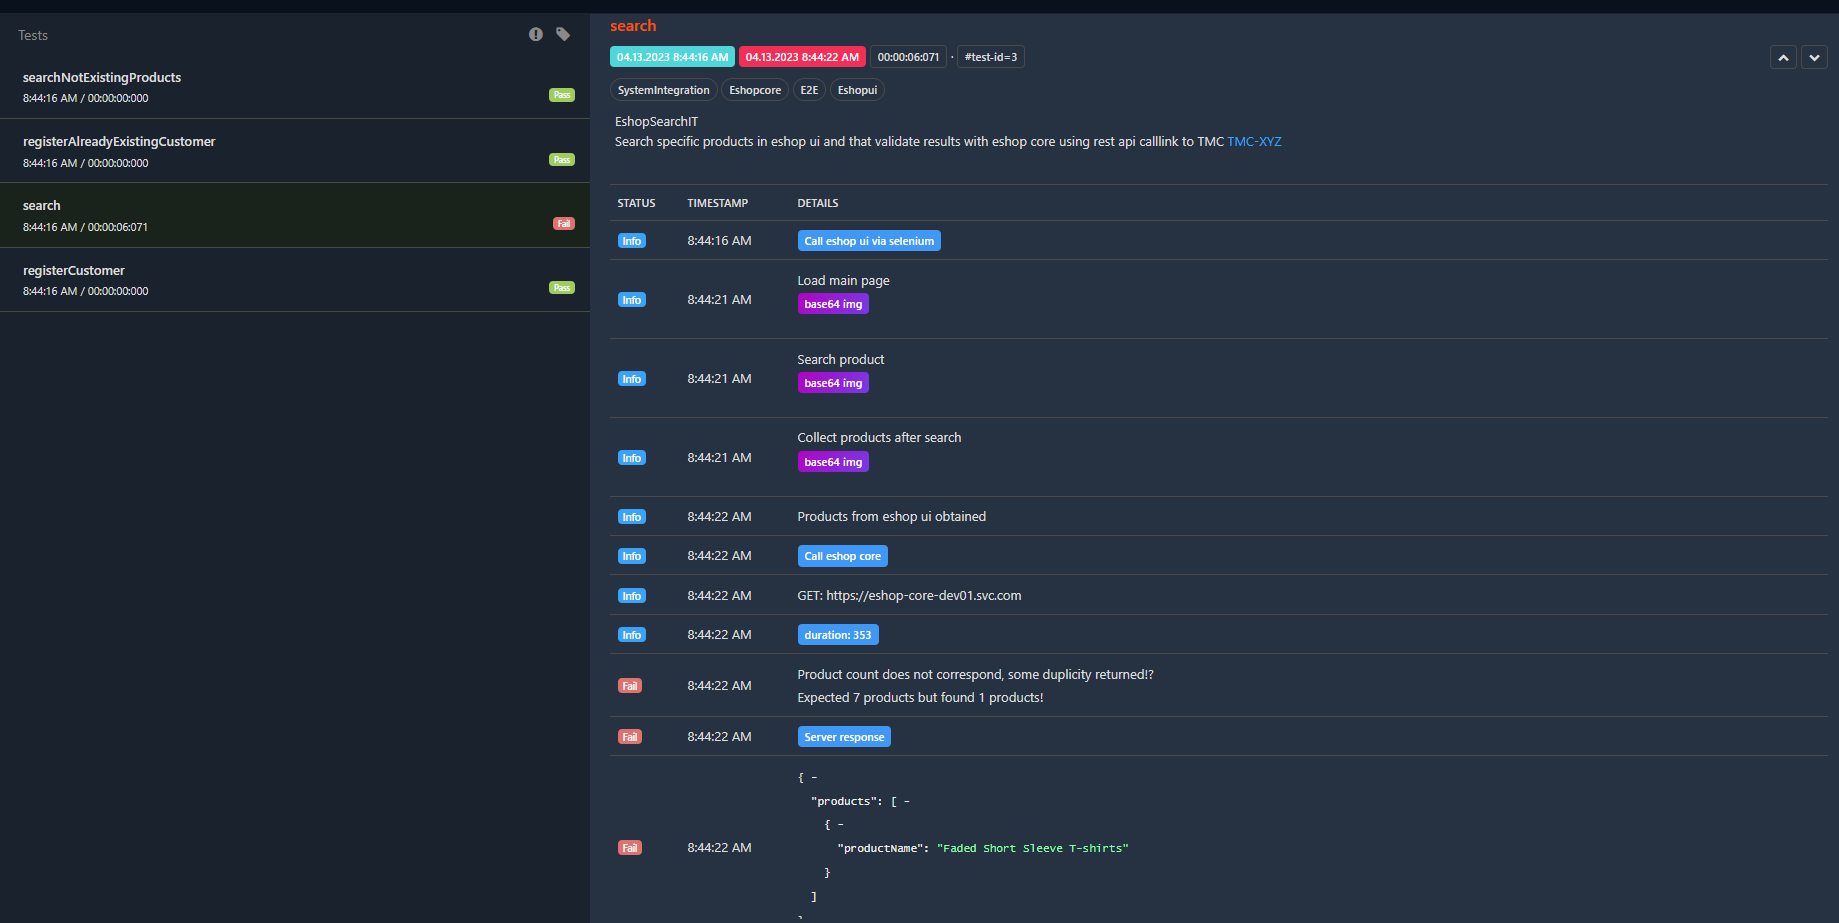 Tests
searchNotExistingProducts
8:44:16 AM / 00:00:00:000
Pass
registerAlreadyExistingCustomer
8:44:16 AM / 00:00:00:000
Pass
search
8:44:16 AM / 00:00:06:071
Fail
registerCustomer
8:44:16 AM / 00:00:00:000
Pass
search
04.13.2023 8:44:16 AM 04.13.2023 8:44:22 AM 00:00:06:071 · #test-id=3
SystemIntegration Eshopcore E2E Eshopui
EshopSearchIT
Search specific products in eshop ui and that validate results with eshop core using rest api calllink to TMC TMC-XYZ
STATUS TIMESTAMP DETAILS
Info 8:44:16 AM Call eshop ui via selenium
Load main page
Info 8:44:21 AM base64 img
Search product
Info 8:44:21 AM base64 img
Collect products after search
Info 8:44:21 AM base64 img
Info 8:44:22 AM Products from eshop ui obtained
Info 8:44:22 AM Call eshop core
Info 8:44:22 AM GET: https://eshop-core-dev01.svc.com
Info 8:44:22 AM duration: 353
Product count does not correspond, some duplicity returned!?
Fail 8:44:22 AM
Expected 7 products but found 1 products!
Fail 8:44:22 AM Server response
{ -
"products": [ -
{ -
Fail 8:44:22 AM "productName": "Faded Short Sleeve T-shirts"
}
]